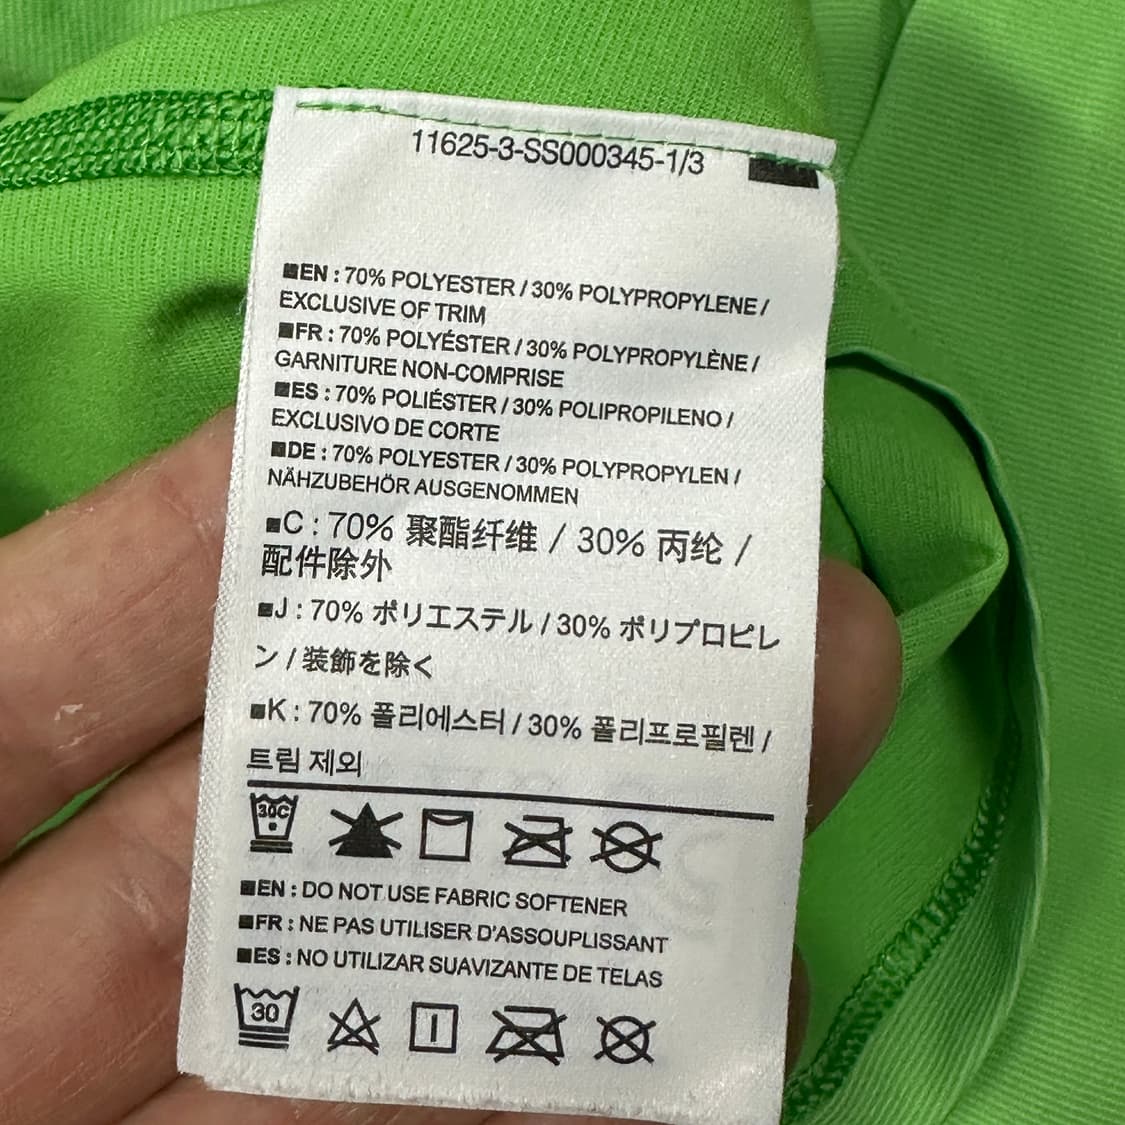 11625-3-SS000345-1/3
■EN : 70% POLYESTER / 30% POLYPROPYLENE /
EXCLUSIVE OF TRIM
■FR : 70% POLYÉSTER / 30% POLYPROPYLÈNE /
GARNITURE NON-COMPRISE
■ES : 70% POLIÉSTER / 30% POLIPROPILENO /
EXCLUSIVO DE CORTE
■DE : 70% POLYESTER / 30% POLYPROPYLEN /
NÄHZUBEHÖR AUSGENOMMEN
■C : 70% 聚酯纤维 / 30% 丙纶 /
配件除外
■J : 70% ポリエステル / 30% ポリプロピレ
ン / 装飾を除く
■K : 70% 폴리에스터 / 30% 폴리프로필렌 /
트림 제외
30C
■EN : DO NOT USE FABRIC SOFTENER
■FR : NE PAS UTILISER D'ASSOUPLISSANT
■ES : NO UTILIZAR SUAVIZANTE DE TELAS
30